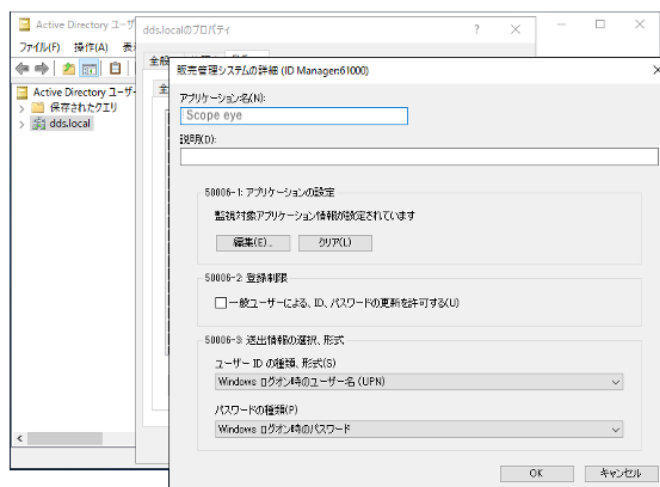 Active Directory ユーザ
ファイル(F) 操作(A) 表
Active Directory ユーザー
保存されたクエリ
dds.local
dds.localのプロパティ
全般
全
販売管理システムの詳細 (ID Manager:61000)
アプリケーション名(N):
Scope eye
説明(D):
50006-1: アプリケーションの設定
監視対象アプリケーション情報が設定されています
編集(E)...
クリア(L)
50006-2: 登録制限
一般ユーザーによる、ID、パスワードの更新を許可する(U)
50006-3: 送出情報の選択、形式
ユーザー ID の種類、形式(S)
Windows ログオン時のユーザー名 (UPN)
パスワードの種類(P)
Windows ログオン時のパスワード
OK
キャンセル